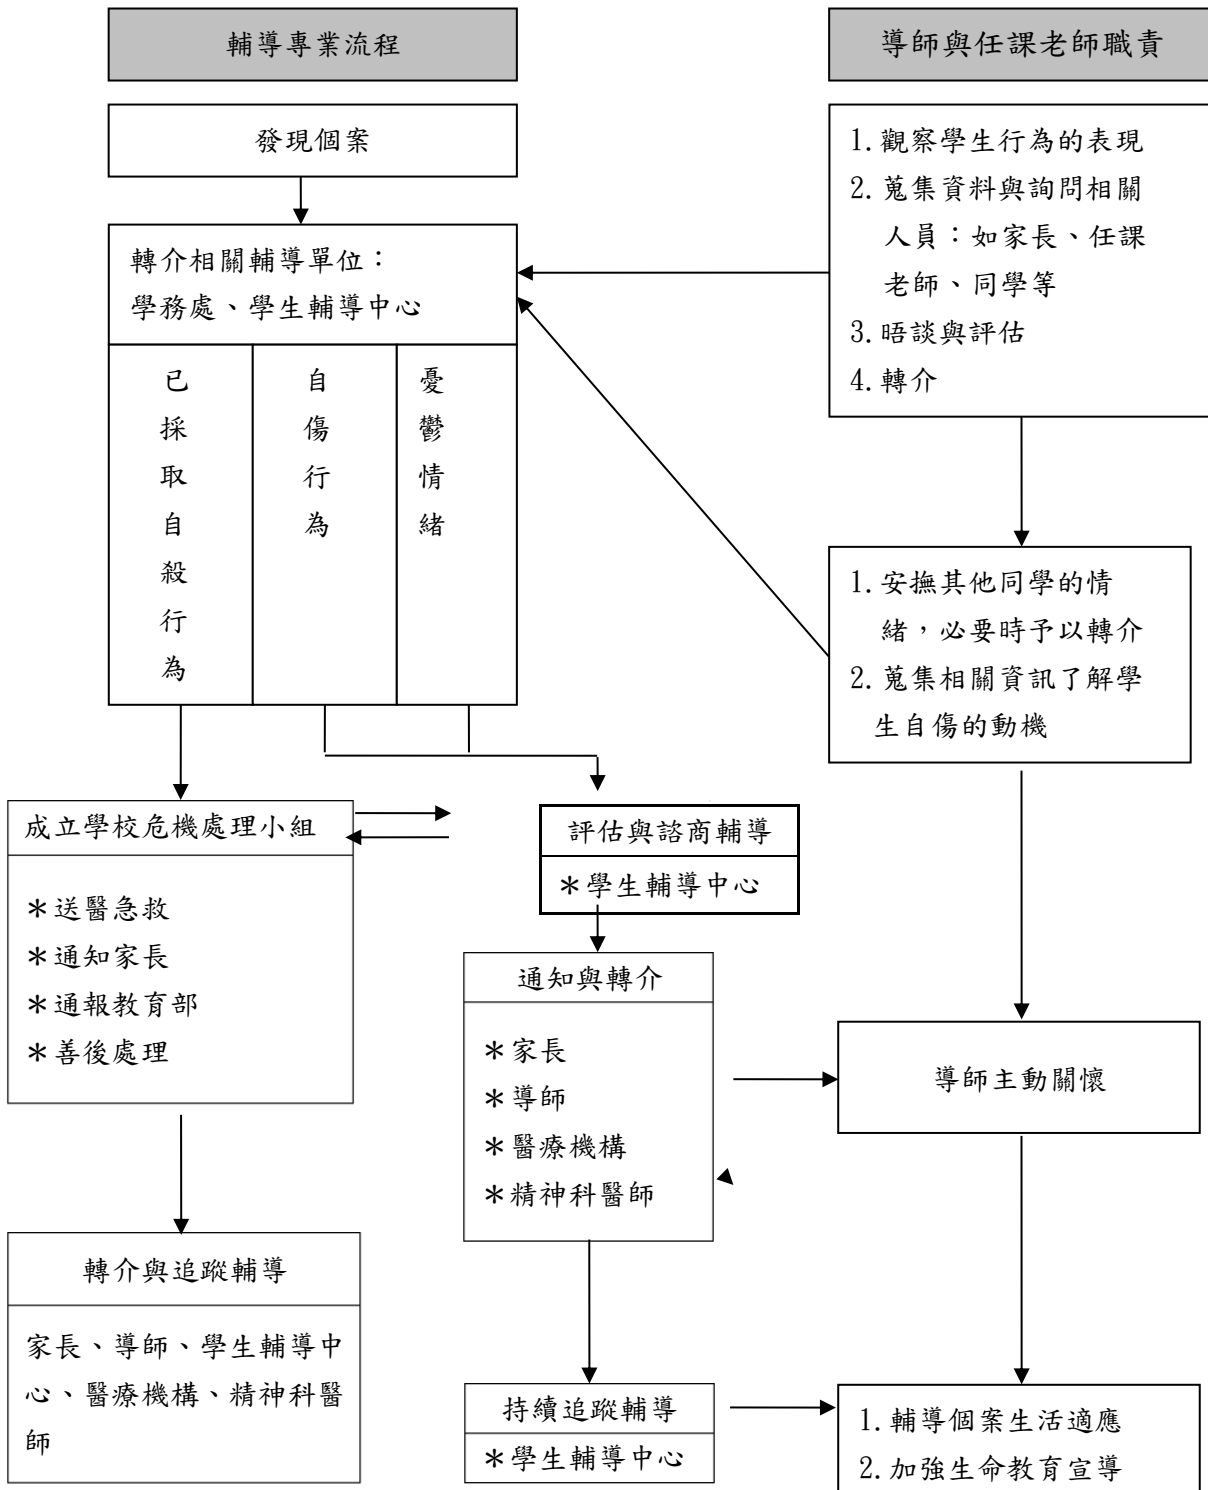 輔導專業流程
導師與任課老師職責
發現個案
轉介相關輔導單位：
學務處、學生輔導中心
已採取自殺行為
自傷行為
憂鬱情緒
1.觀察學生行為的表現
2.蒐集資料與詢問相關
人員：如家長、任課
老師、同學等
3.晤談與評估
4.轉介
1.安撫其他同學的情
緒，必要時予以轉介
2.蒐集相關資訊了解學
生自傷的動機
成立學校危機處理小組
＊送醫急救
＊通知家長
＊通報教育部
＊善後處理
評估與諮商輔導
＊學生輔導中心
通知與轉介
＊家長
＊導師
＊醫療機構
＊精神科醫師
導師主動關懷
轉介與追蹤輔導
家長、導師、學生輔導中
心、醫療機構、精神科醫
師
持續追蹤輔導
＊學生輔導中心
1.輔導個案生活適應
2.加強生命教育宣導